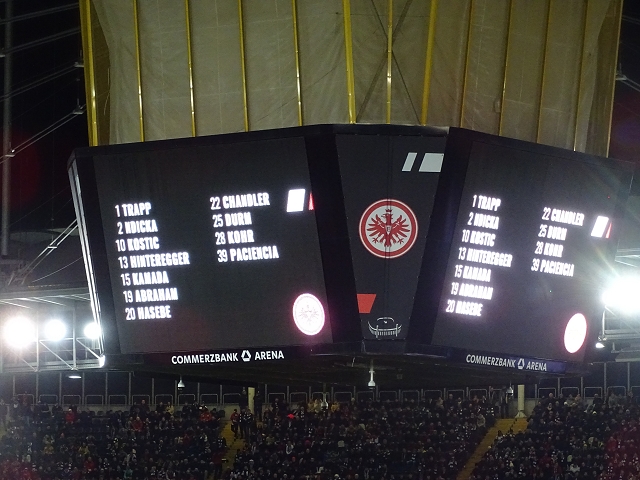 1 TRAPP
2 NDICKA
10 KOSTIC
13 HINTEREGGER
15 KAMADA
19 ABRAHAM
20 HASEBE
22 CHANDLER
25 DURM
28 KOHR
39 PACIENCIA
COMMERZBANK ARENA
1 TRAPP
2 NDICKA
10 KOSTIC
13 HINTEREGGER
15 KAMADA
19 ABRAHAM
20 HASEBE
22 CHANDLER
25 DURM
28 KOHR
39 PACIENCIA
COMMERZBANK ARENA